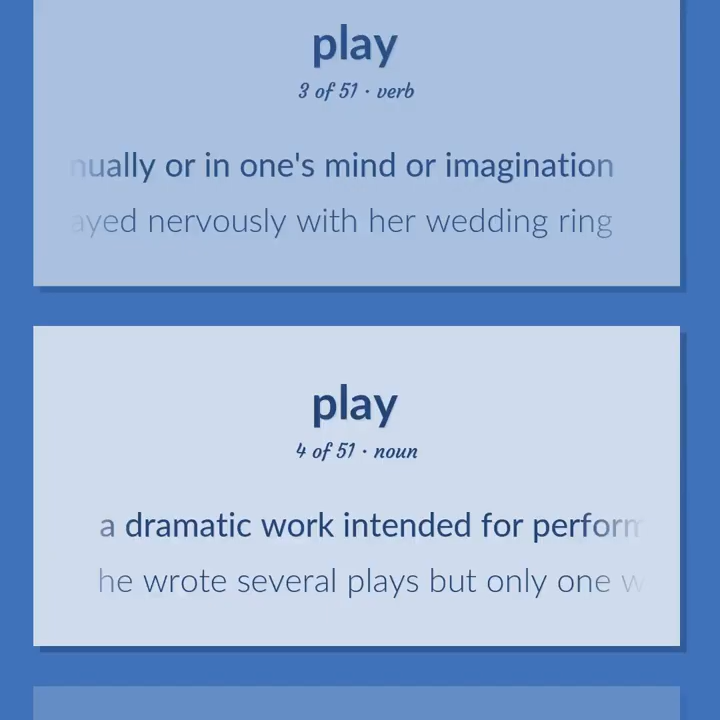 play
3 of 51 · verb
nually or in one's mind or imagination
ayed nervously with her wedding ring
play
4 of 51 · noun
a dramatic work intended for perform
he wrote several plays but only one w